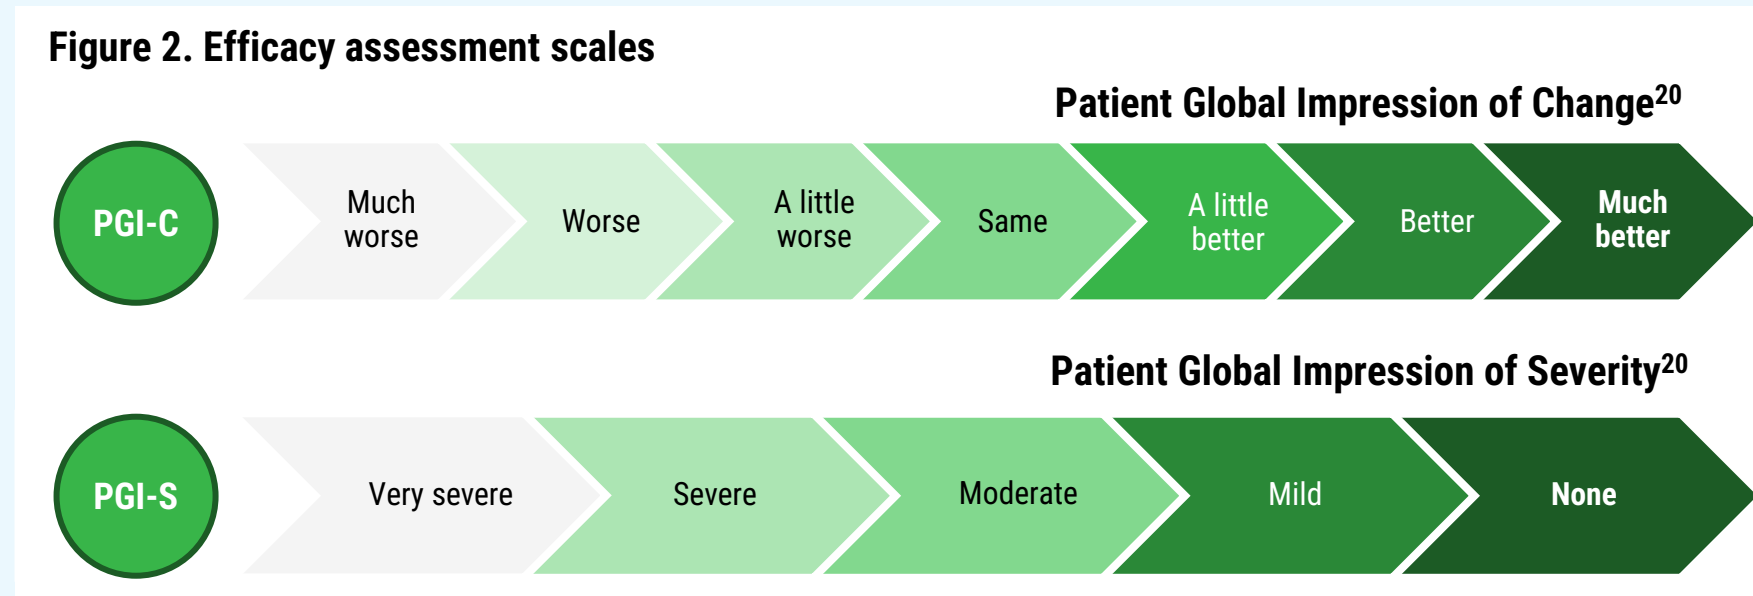 Figure 2. Efficacy assessment scales
Patient Global Impression of Change20
PGI-C
Much
worse
Worse
A little
worse
Same
A little
better
Better
Much
better
Patient Global Impression of Severity20
PGI-S
Very severe
Severe
Moderate
Mild
None